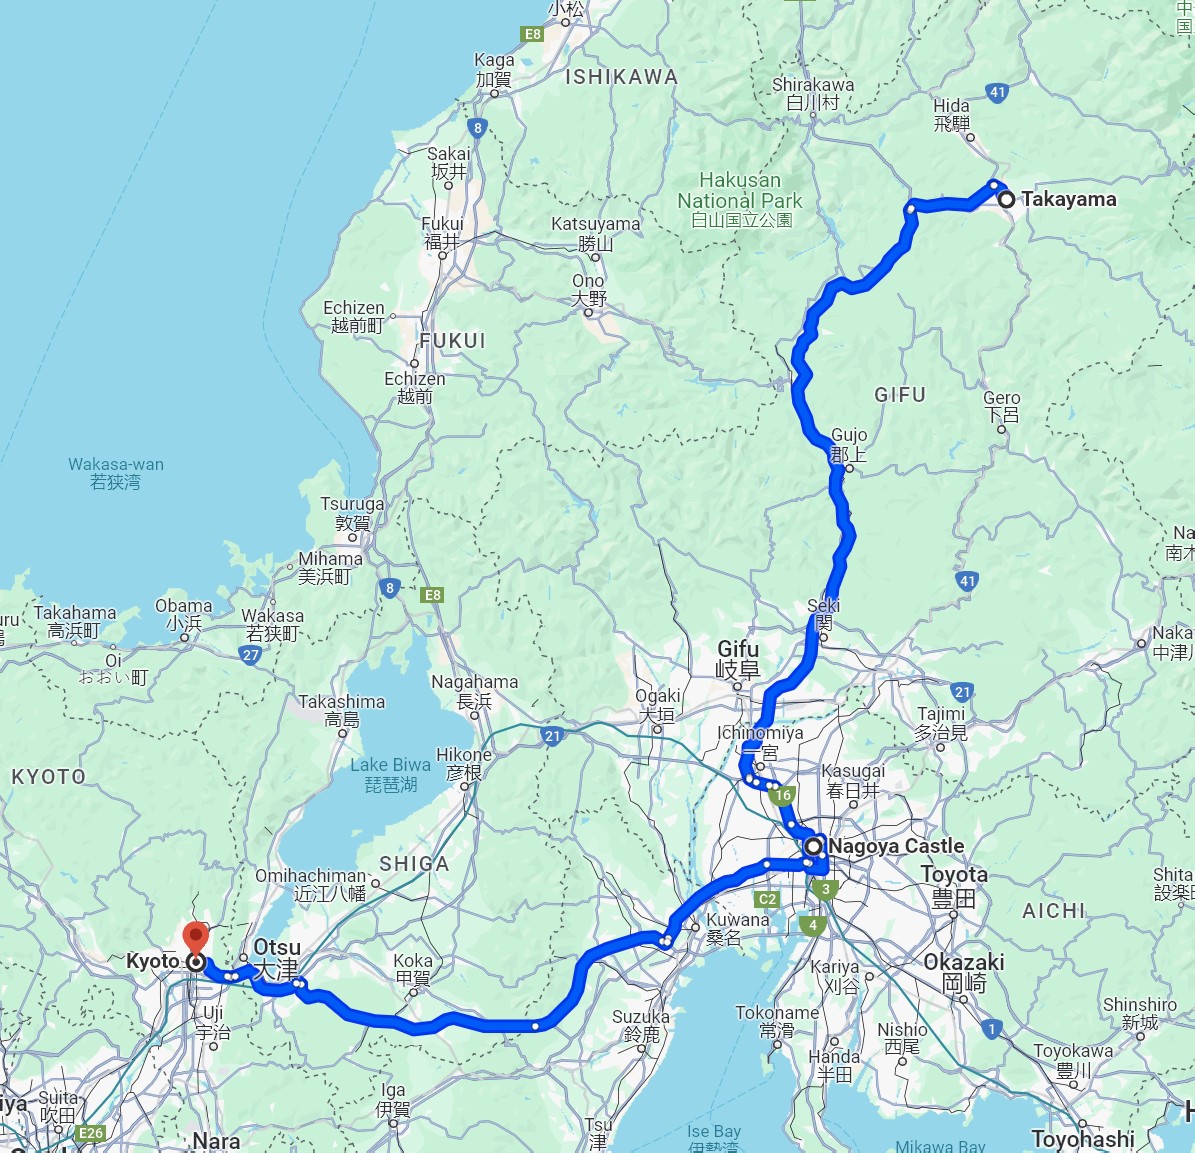 小松
E8
中
国
Kaga
加賀
ISHIKAWA
Shirakawa
白川村
41
Hida
飛騨
8
Sakai
坂井
Hakusan
National Park
白山国立公園
Takayama
Fukui
福井
Katsuyama
勝山
Ono
大野
Echizen
越前町
FUKUI
Echizen
越前
GIFU
Gero
下呂
Gujo
郡上
Wakasa-wan
若狭湾
Tsuruga
敦賀
Mihama
美浜町
8
E8
41
Na
南木
Takahama
高浜町
Obama
小浜
Wakasa
若狭町
uru
Seki
関
27
Oi
おおい町
Gifu
岐阜
Naka
中津川
Nagahama
長浜
Takashima
高島
Ogaki
大垣
21
Tajimi
多治見
21
Ichinomiya
一宮
KYOTO
Lake Biwa
琵琶湖
Hikone
彦根
Kasugai
春日井
16
Nagoya Castle
SHIGA
Omihachiman
近江八幡
Toyota
豊田
Shita
設楽町
C2
3
AICHI
4
Kuwana
桑名
Kyoto
Otsu
大津
Koka
甲賀
Kariya
刈谷
Okazaki
岡崎
Uji
宇治
Suzuka
鈴鹿
Tokoname
常滑
Shinshiro
新城
Nishio
西尾
1
Handa
半田
Toyokawa
豊川
Iga
伊賀
iya
Suita
吹田
E26
Nara
Tsu
津
Ise Bay
伊勢湾
Mikawa Bay
Toyohashi
H